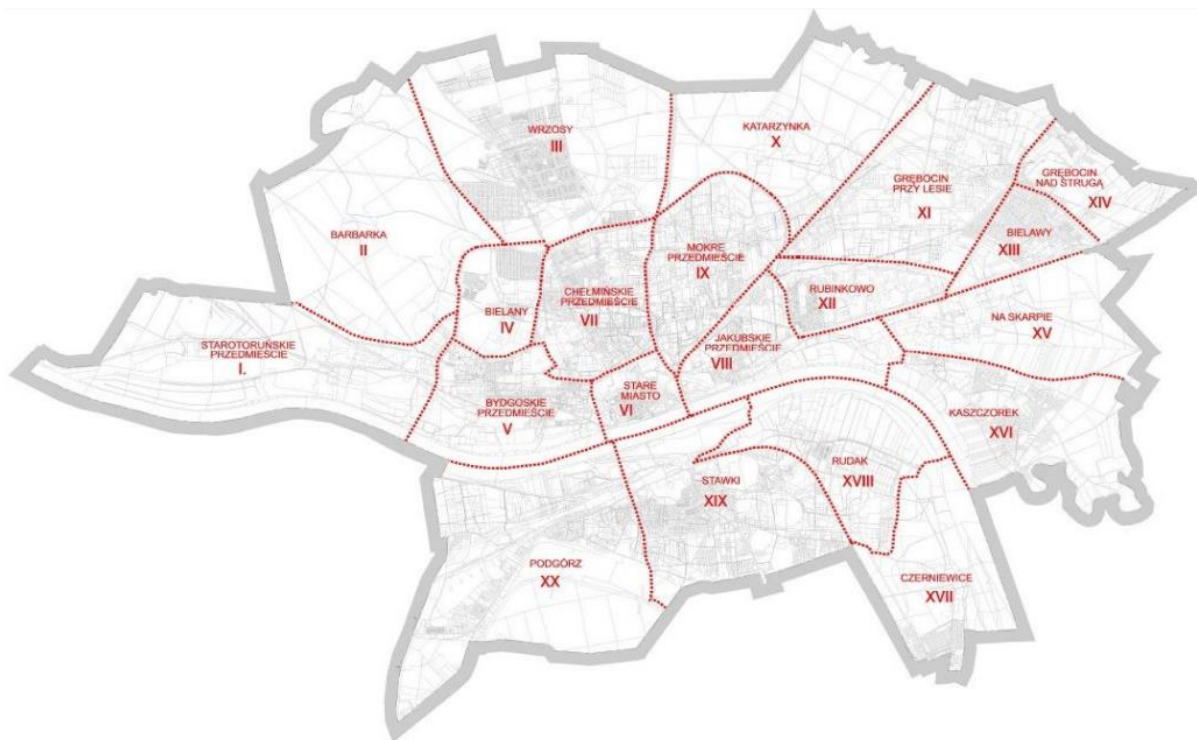 WRZOSY
III
KATARZYNKA
X
GRĘBOCIN
PRZY LESIE
XI
GRĘBOCIN
NAD STRUGĄ
XIV
BARBARKA
II
BIELAWY
XIII
MOKRE
PRZEDMIEŚCIE
IX
CHEŁMIŃSKIE
PRZEDMIEŚCIE
VII
RUBINKOWO
XII
BIELANY
IV
NA SKARPIE
XV
STAROTORUŃSKIE
PRZEDMIEŚCIE
I.
JAKUBSKIE
PRZEDMIEŚCIE
VIII
STARE
MIASTO
VI
BYDGOSKIE
PRZEDMIEŚCIE
V
KASZCZOREK
XVI
RUDAK
XVIII
STAWKI
XIX
PODGÓRZ
XX
CZERNIEWICE
XVII